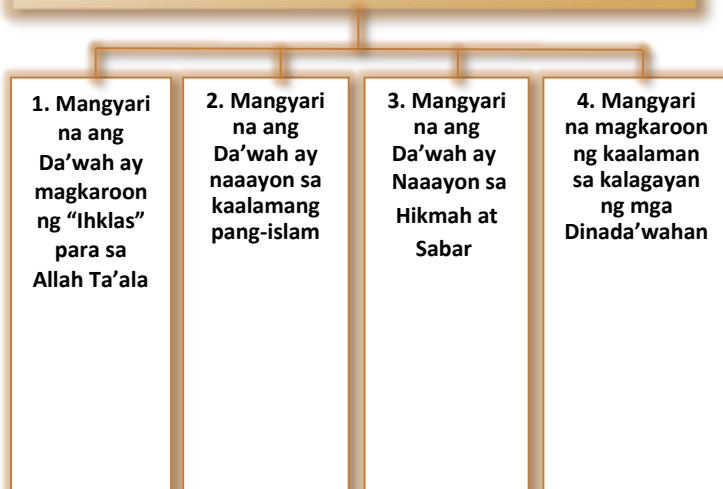 1. Mangyari
na ang
Da’wah ay
magkaroon
ng “Ihklas”
para sa
Allah Ta’ala
2. Mangyari
na ang
Da’wah ay
naaayon sa
kaalamang
pang-islam
3. Mangyari
na ang
Da’wah ay
Naaayon sa
Hikmah at
Sabar
4. Mangyari
na magkaroon
ng kaalaman
sa kalagayan
ng mga
Dinada’wahan